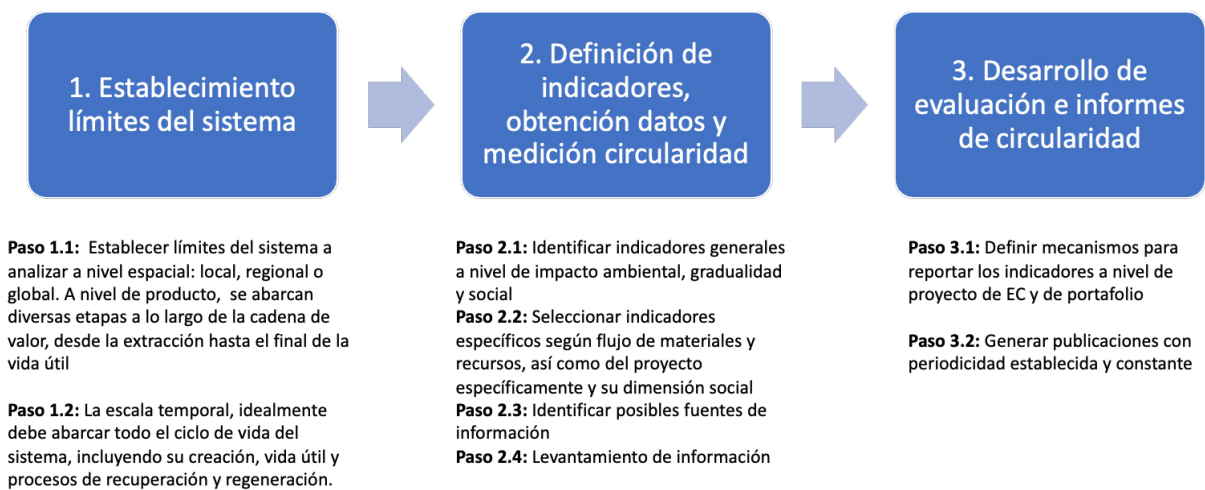 1. Establecimiento
límites del sistema
2. Definición de
indicadores,
obtención datos y
medición circularidad
3. Desarrollo de
evaluación e informes
de circularidad
Paso 1.1:  Establecer límites del sistema a
analizar a nivel espacial: local, regional o
global. A nivel de producto,  se abarcan
diversas etapas a lo largo de la cadena de
valor, desde la extracción hasta el final de la
vida útil
Paso 1.2: La escala temporal, idealmente
debe abarcar todo el ciclo de vida del
sistema, incluyendo su creación, vida útil y
procesos de recuperación y regeneración.
Paso 2.1: Identificar indicadores generales
a nivel de impacto ambiental, gradualidad
y social
Paso 2.2: Seleccionar indicadores
específicos según flujo de materiales y
recursos, así como del proyecto
específicamente y su dimensión social
Paso 2.3: Identificar posibles fuentes de
información
Paso 2.4: Levantamiento de información
Paso 3.1: Definir mecanismos para
reportar los indicadores a nivel de
proyecto de EC y de portafolio
Paso 3.2: Generar publicaciones con
periodicidad establecida y constante